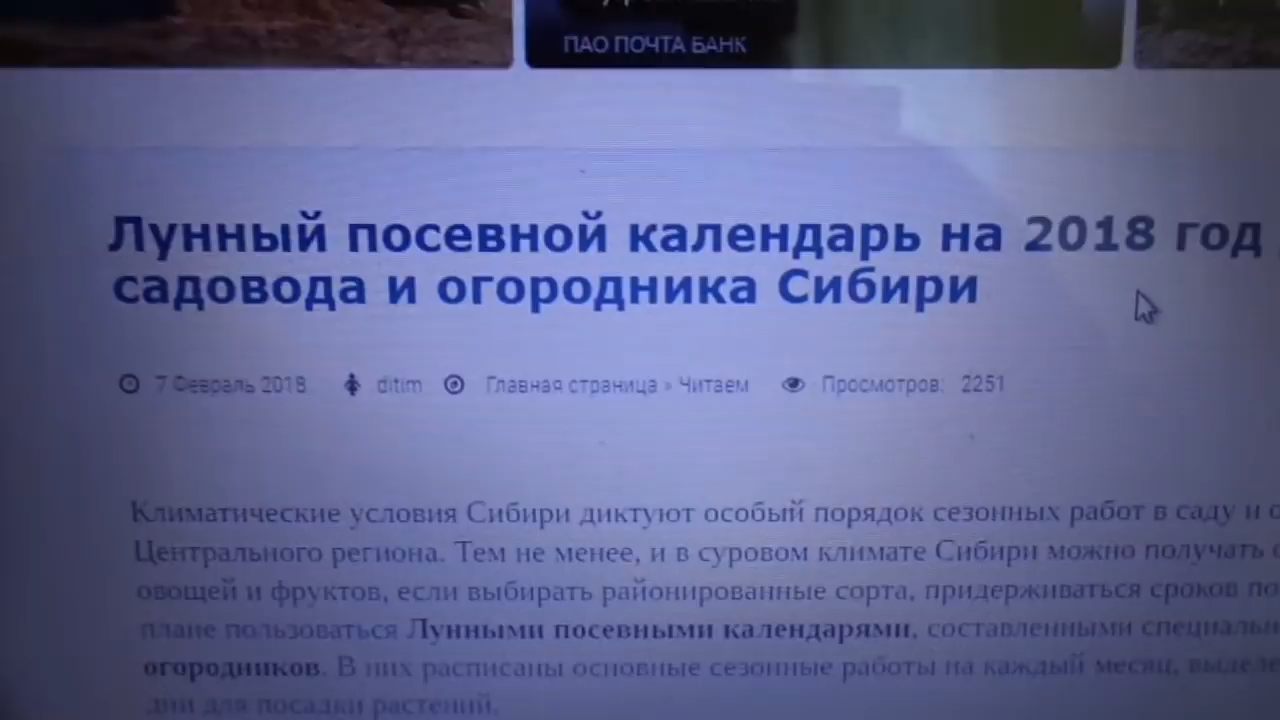 ПАО ПОЧТА БАНК
Лунный посевной календарь на 2018 год
садовода и огородника Сибири
7 Февраль 2018 ditim Главная страница » Читаем Просмотров: 2251
Климатические условия Сибири диктуют особый порядок сезонных работ в саду и
Центрального региона. Тем не менее, и в суровом климате Сибири можно получать
овощей и фруктов, если выбирать районированные сорта, придерживаться сроков
плане пользоваться Лунными посевными календарями, составленными
огородников. В них расписаны основные сезонные работы на каждый месяц,
дни для посадки растений.